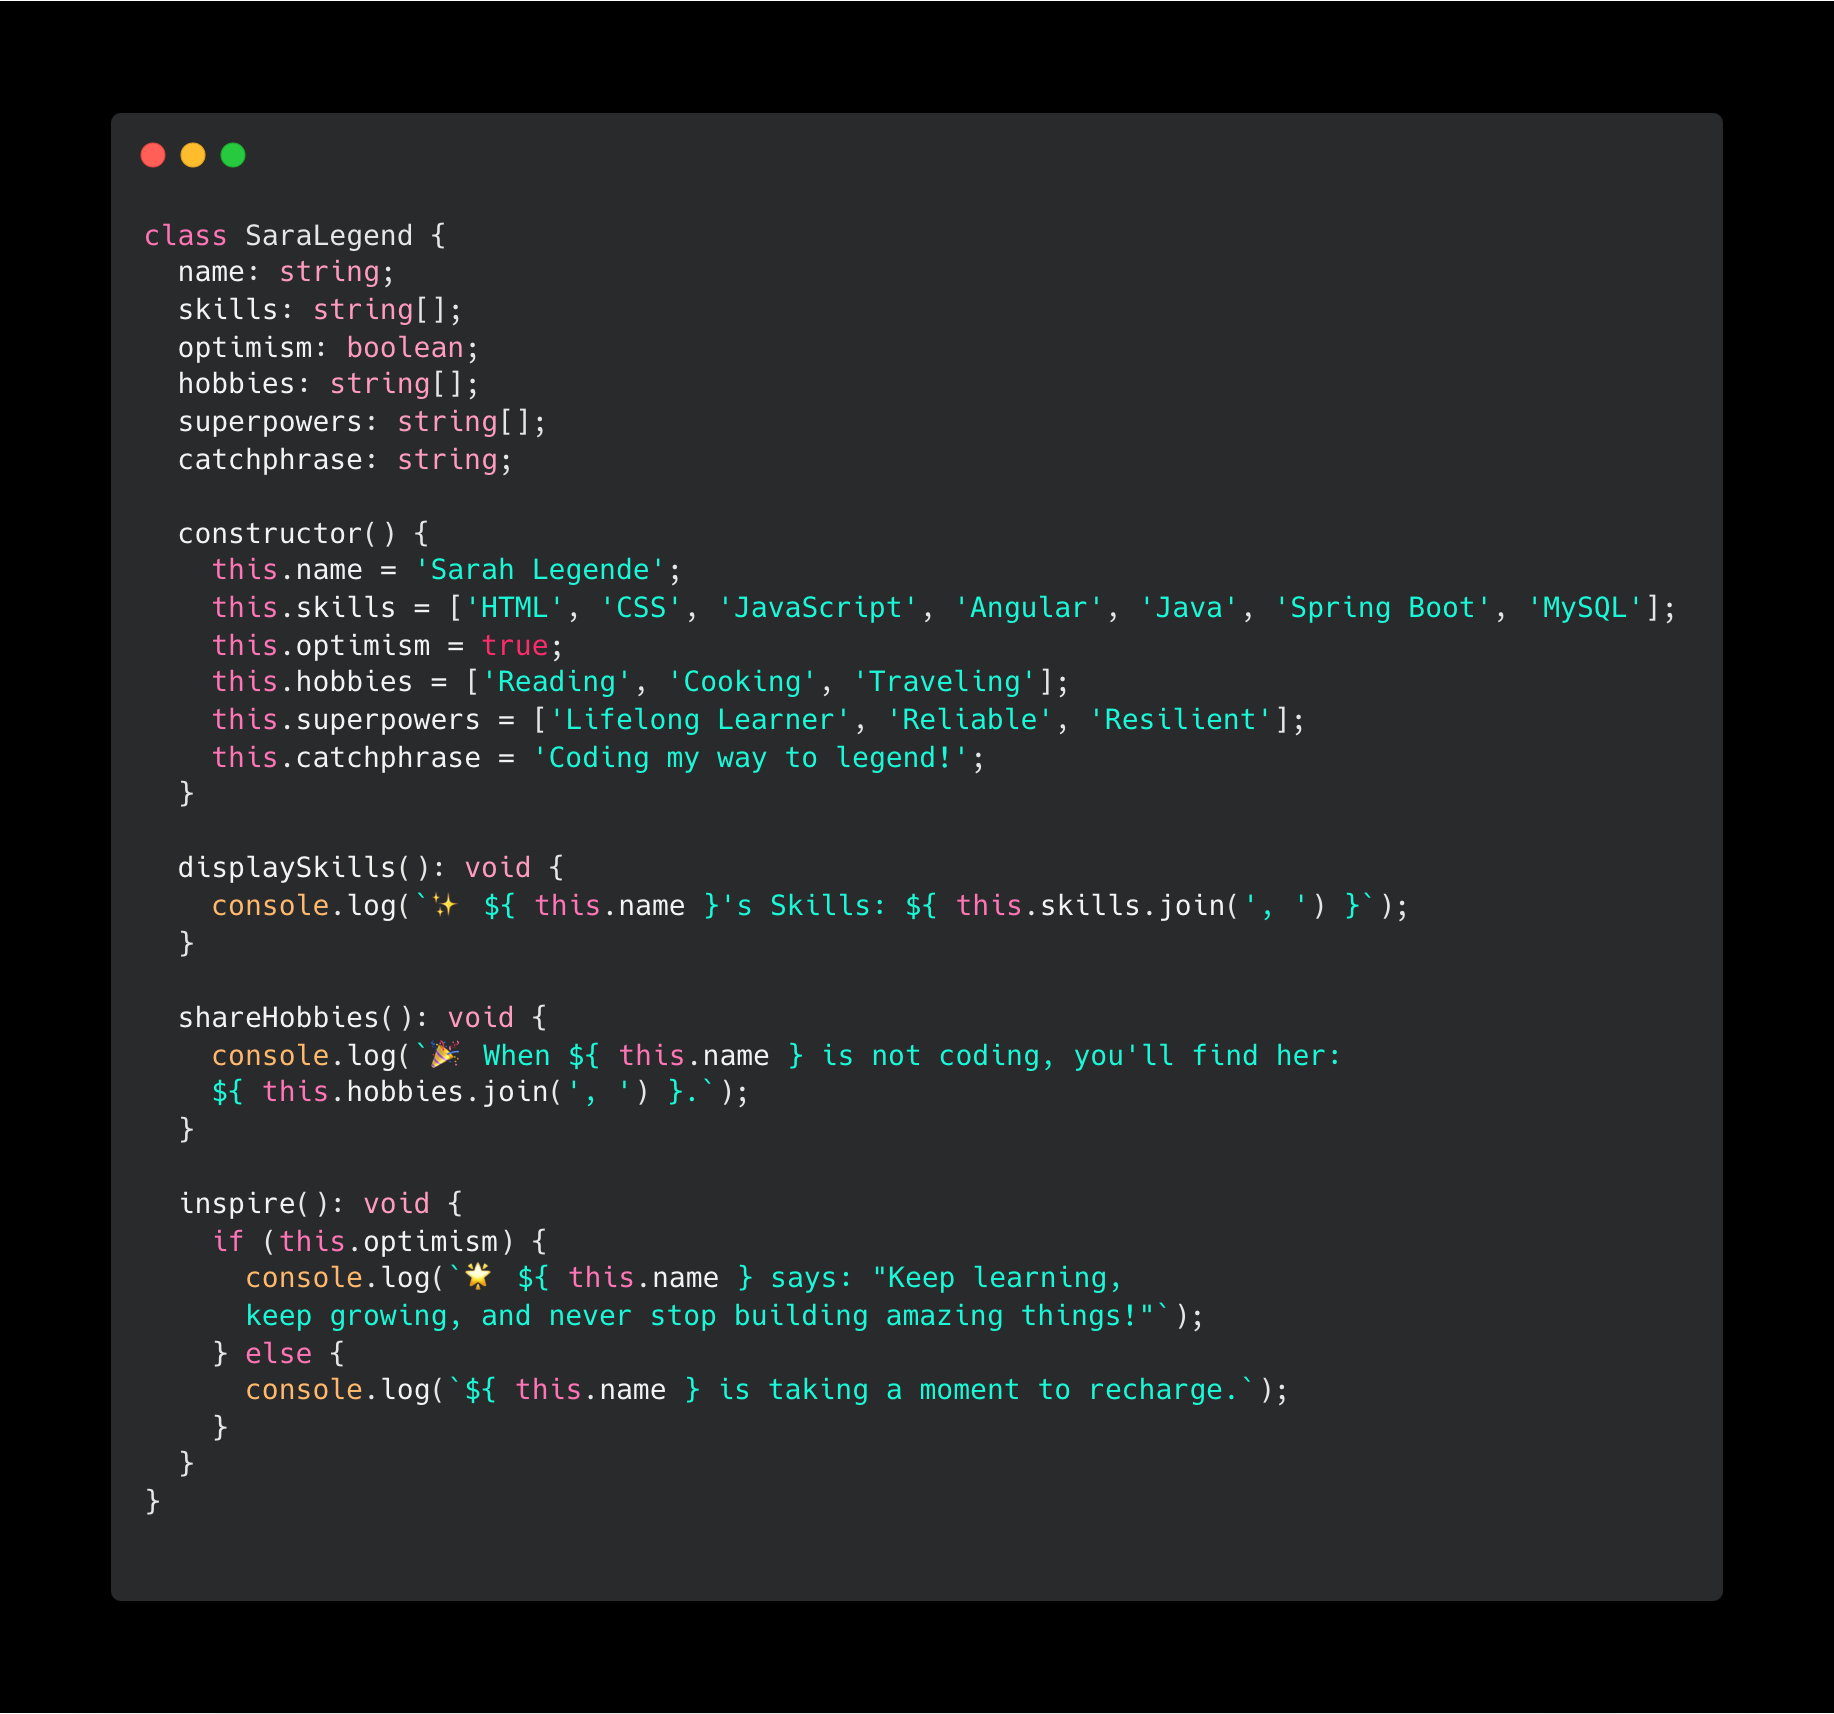 class SaraLegend {
  name: string;
  skills: string[];
  optimism: boolean;
  hobbies: string[];
  superpowers: string[];
  catchphrase: string;

  constructor() {
    this.name = 'Sarah Legende';
    this.skills = ['HTML', 'CSS', 'JavaScript', 'Angular', 'Java', 'Spring Boot', 'MySQL'];
    this.optimism = true;
    this.hobbies = ['Reading', 'Cooking', 'Traveling'];
    this.superpowers = ['Lifelong Learner', 'Reliable', 'Resilient'];
    this.catchphrase = 'Coding my way to legend!';
  }

  displaySkills(): void {
    console.log(`✨ ${ this.name }'s Skills: ${ this.skills.join(', ') }`);
  }

  shareHobbies(): void {
    console.log(`🎉 When ${ this.name } is not coding, you'll find her:
    ${ this.hobbies.join(', ') }.`);
  }

  inspire(): void {
    if (this.optimism) {
      console.log(`🌟 ${ this.name } says: "Keep learning,
      keep growing, and never stop building amazing things!"`);
    } else {
      console.log(`${ this.name } is taking a moment to recharge.`);
    }
  }
}